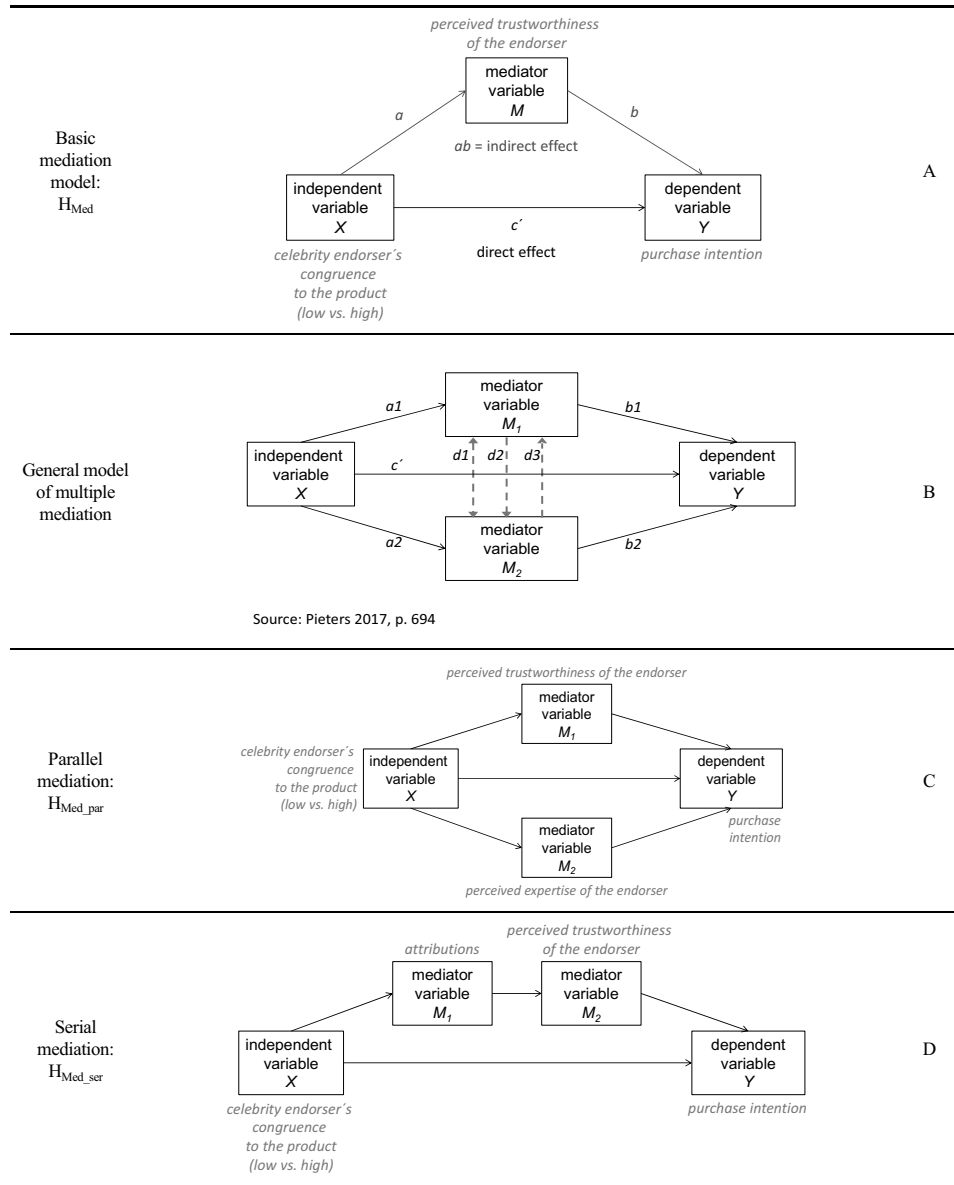 Basic
mediation
model:
H_Med
perceived trustworthiness
of the endorser
mediator
variable
M
a
b
ab = indirect effect
independent
variable
X
dependent
variable
Y
c´
direct effect
celebrity endorser´s
congruence
to the product
(low vs. high)
purchase intention
A
General model
of multiple
mediation
mediator
variable
M1
a1
b1
independent
variable
X
c´
d1
d2
d3
dependent
variable
Y
a2
b2
mediator
variable
M2
Source: Pieters 2017, p. 694
B
Parallel
mediation:
H_Med_par
perceived trustworthiness of the endorser
mediator
variable
M1
celebrity endorser´s
congruence
to the product
(low vs. high)
independent
variable
X
dependent
variable
Y
purchase
intention
mediator
variable
M2
perceived expertise of the endorser
C
Serial
mediation:
H_Med_ser
attributions
perceived trustworthiness
of the endorser
mediator
variable
M1
mediator
variable
M2
independent
variable
X
dependent
variable
Y
celebrity endorser´s
congruence
to the product
(low vs. high)
purchase intention
D